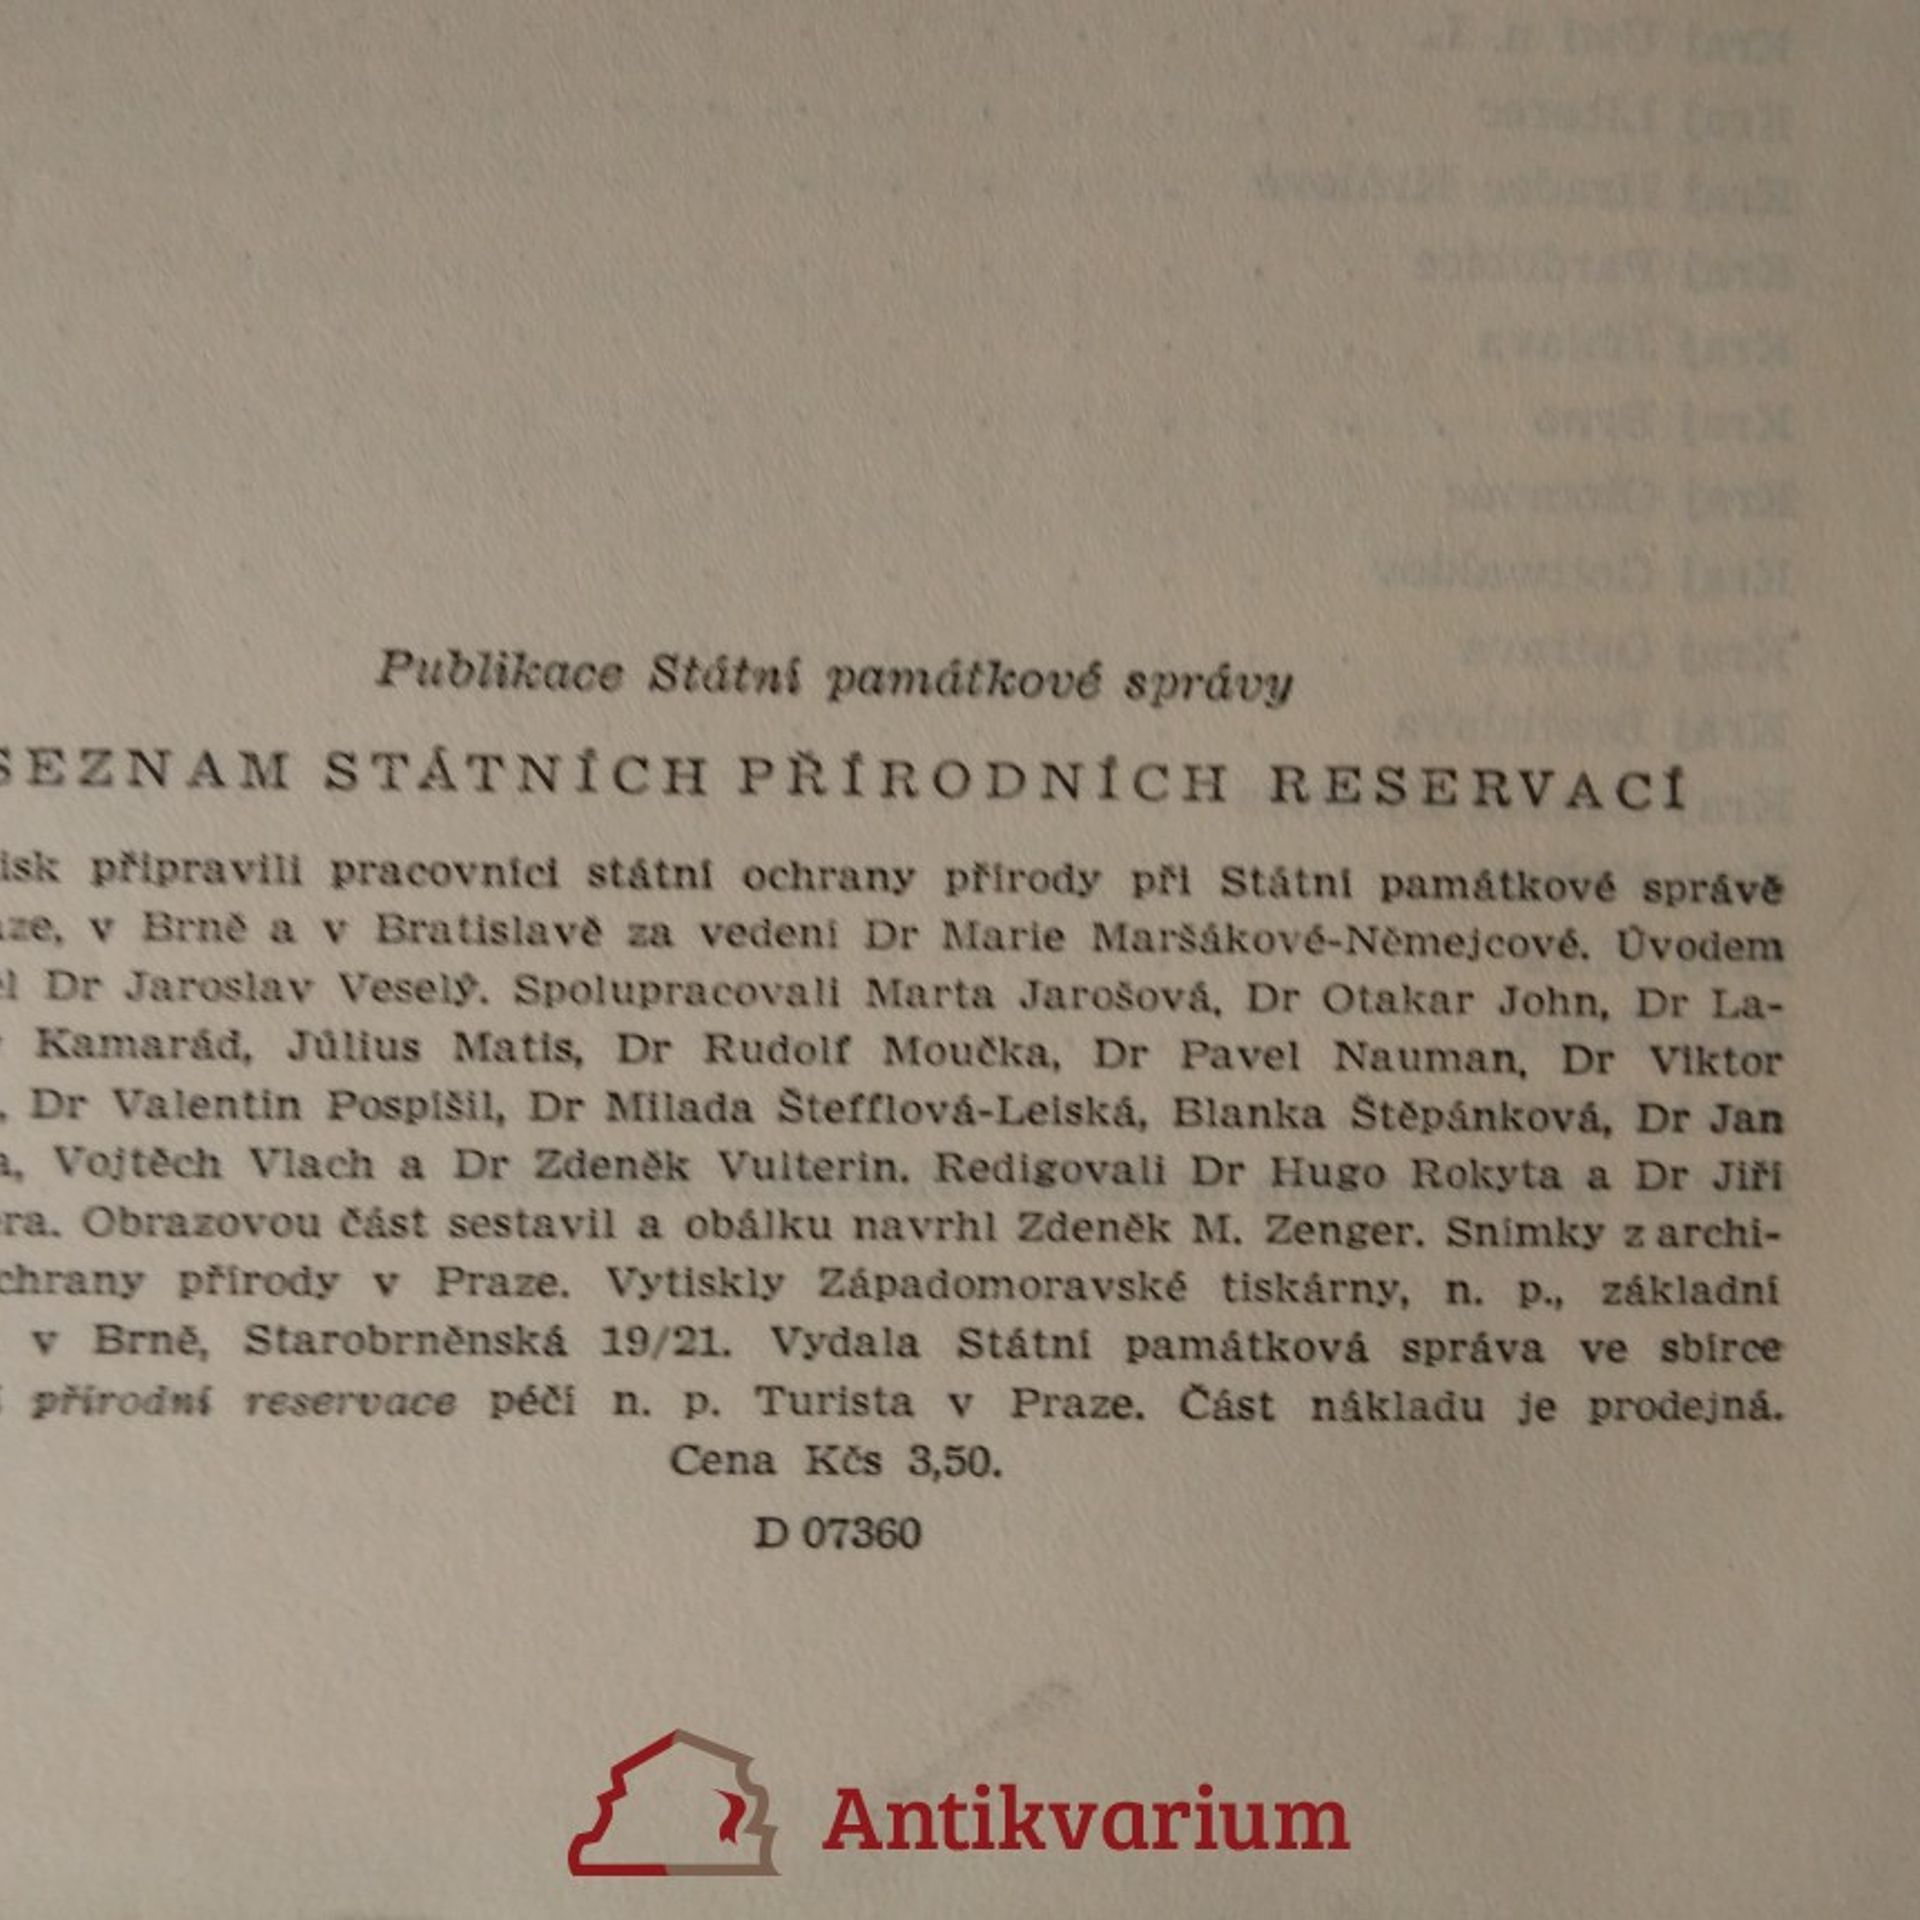 Publikace Státní památkové správy
SEZNAM STÁTNÍCH PŘÍRODNÍCH RESERVACÍ
isk připravili pracovníci státní ochrany přírody při Státní památkové správě
aze, v Brně a v Bratislavě za vedení Dr Marie Maršákové-Němejcové. Úvodem
el Dr Jaroslav Veselý. Spolupracovali Marta Jarošová, Dr Otakar John, Dr La-
Kamarád, Július Matis, Dr Rudolf Moučka, Dr Pavel Nauman, Dr Viktor
, Dr Valentin Pospíšil, Dr Milada Štefflová-Leiská, Blanka Štěpánková, Dr Jan
a, Vojtěch Vlach a Dr Zdeněk Vulterin. Redigovali Dr Hugo Rokyta a Dr Jiří
era. Obrazovou část sestavil a obálku navrhl Zdeněk M. Zenger. Snímky z archi-
chrany přírody v Praze. Vytiskly Západomoravské tiskárny, n. p., základní
v Brně, Starobrněnská 19/21. Vydala Státní památková správa ve sbírce
přírodní reservace péčí n. p. Turista v Praze. Část nákladu je prodejná.
Cena Kčs 3,50.
D 07360
Antikvarium